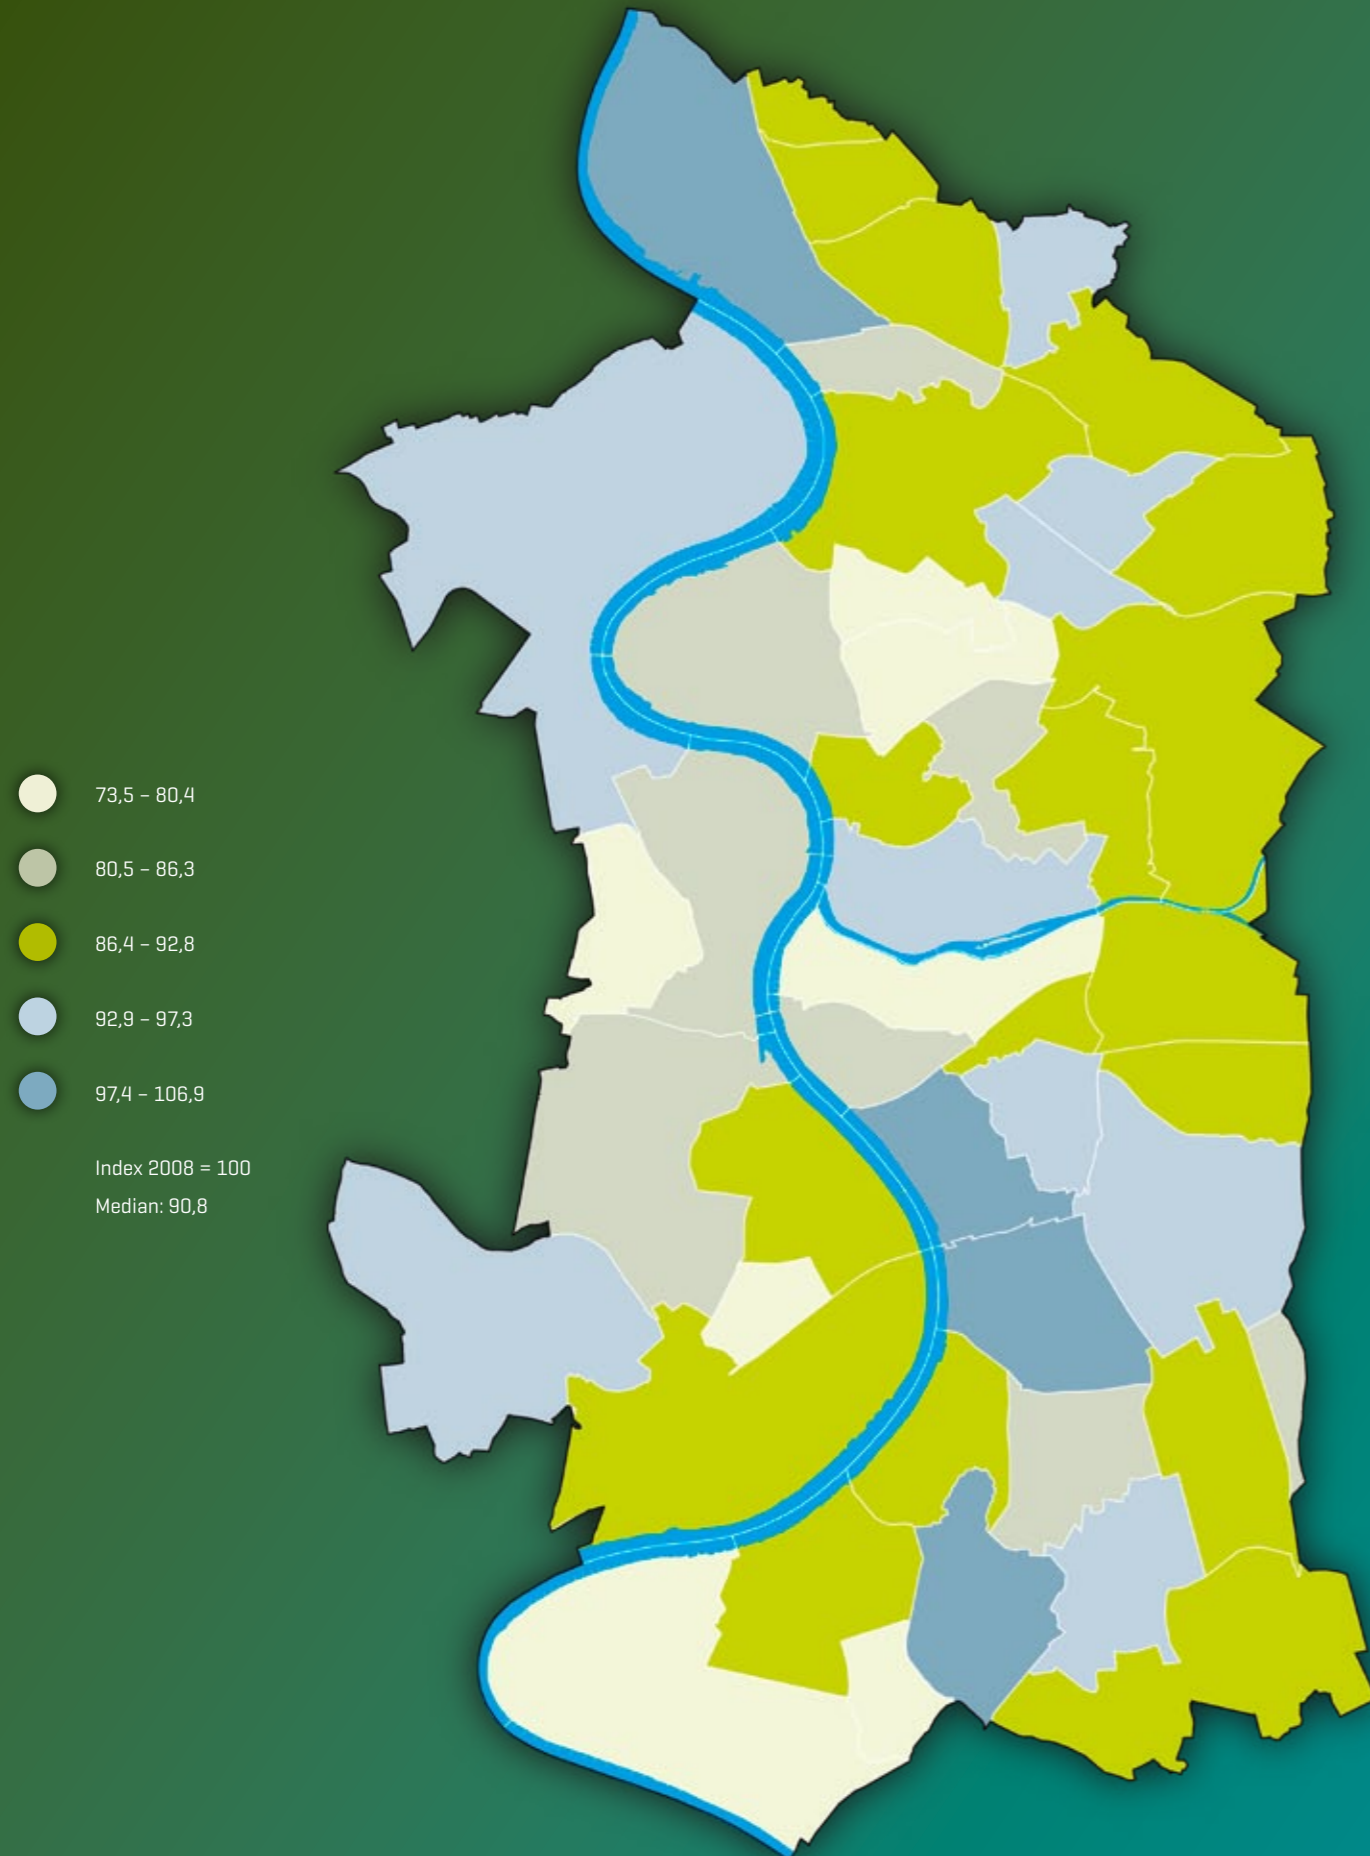 73,5 – 80,4
80,5 – 86,3
86,4 – 92,8
92,9 – 97,3
97,4 – 106,9
Index 2008 = 100
Median: 90,8